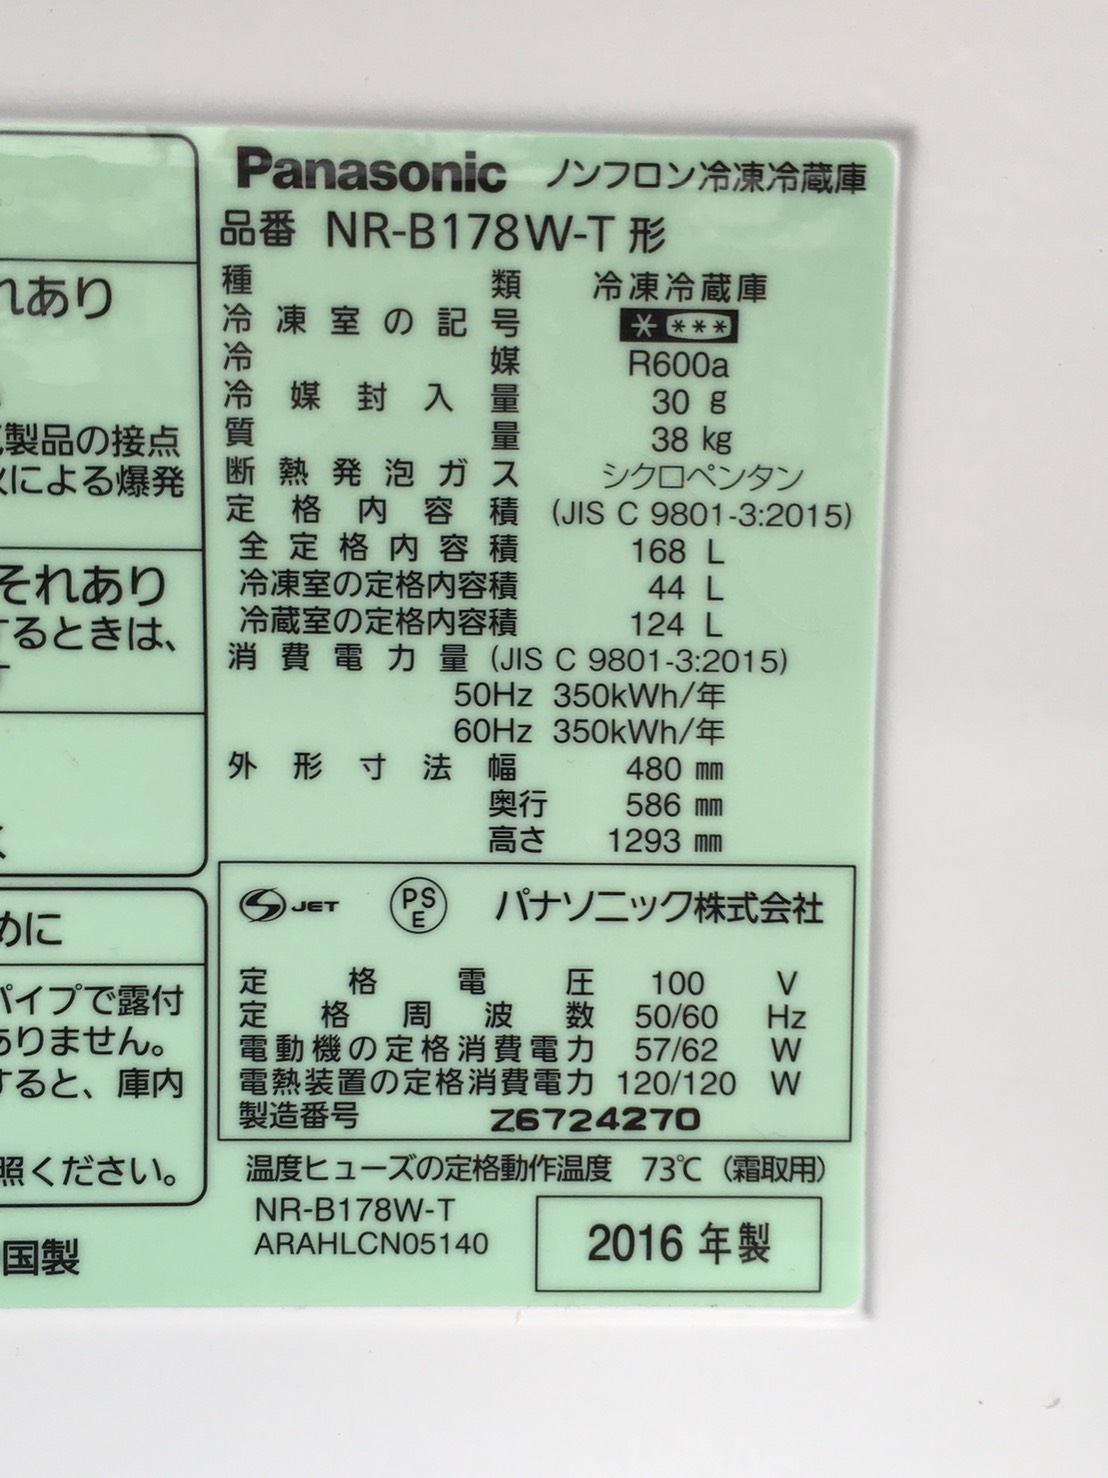 Panasonic ノンフロン冷凍冷蔵庫
品番 NR-B178W-T 形
種類 冷凍冷蔵庫
冷凍室の記号 * ***
冷媒 R600a
冷媒封入量 30 g
質量 38 kg
断熱発泡ガス シクロペンタン
定格内容積 (JIS C 9801-3:2015)
全定格内容積 168 L
冷凍室の定格内容積 44 L
冷蔵室の定格内容積 124 L
消費電力量 (JIS C 9801-3:2015)
50Hz 350kWh/年
60Hz 350kWh/年
外形寸法 幅 480 mm
奥行 586 mm
高さ 1293 mm
JET PSE パナソニック株式会社
定格電圧 100 V
定格周波数 50/60 Hz
電動機の定格消費電力 57/62 W
電熱装置の定格消費電力 120/120 W
製造番号 Z6724270
温度ヒューズの定格動作温度 73℃ (霜取用)
NR-B178W-T
ARAHLCN05140
2016 年製
れあり
製品の接点
による爆発
それあり
するときは、
めに
パイプで露付
ありません。
すると、庫内
照ください。
国製